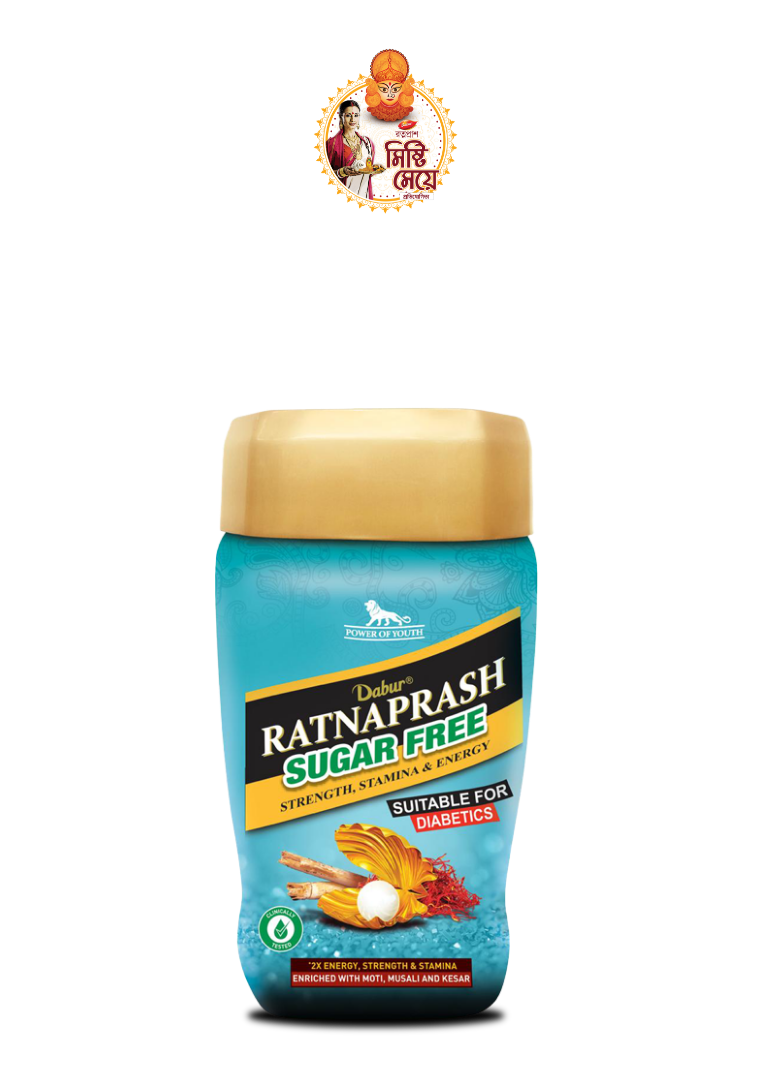 রত্নপ্রাশ
মিষ্টি
মেয়ে
প্রতিযোগিতা
POWER OF YOUTH
Dabur®
RATNAPRASH
SUGAR FREE
STRENGTH, STAMINA & ENERGY
SUITABLE FOR
DIABETICS
CLINICALLY
TESTED
*2X ENERGY, STRENGTH & STAMINA
ENRICHED WITH MOTI, MUSALI AND KESAR